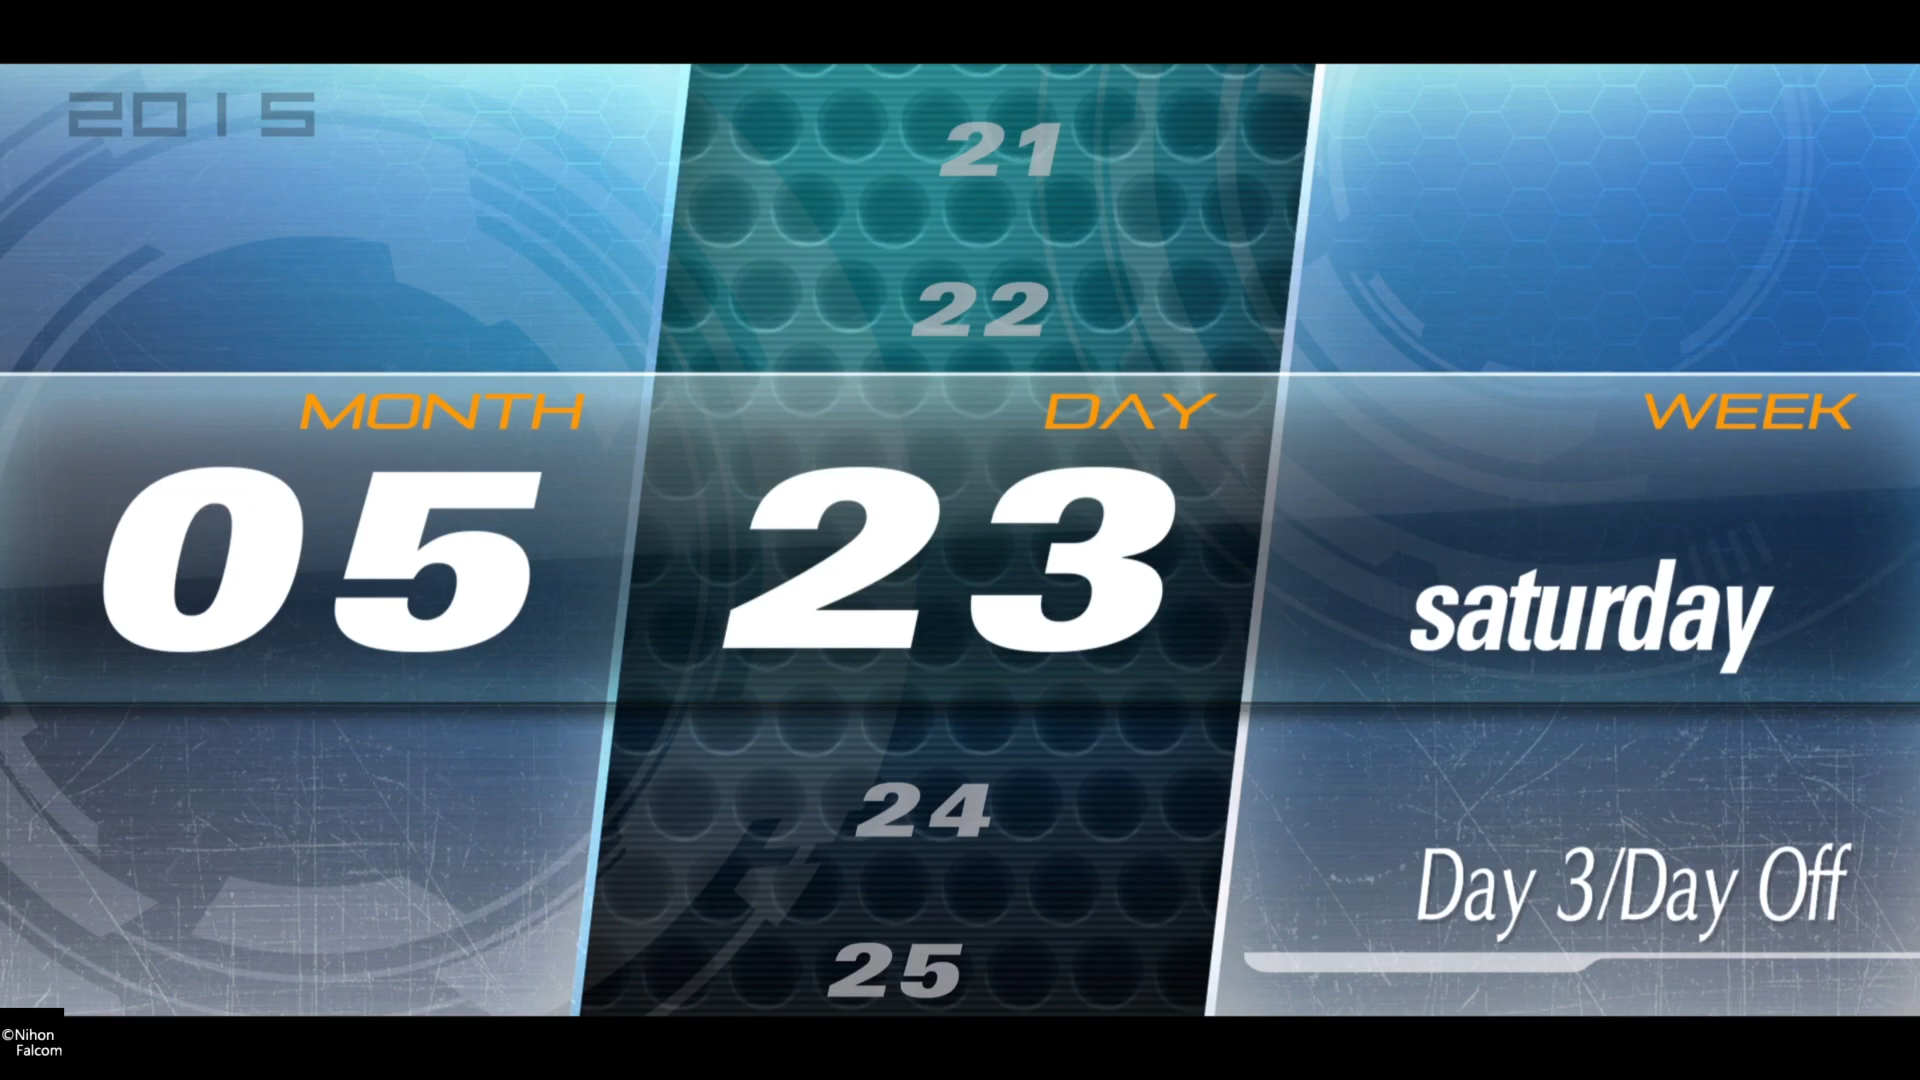 2015
21
22
MONTH
DAY
WEEK
05
23
saturday
24
Day 3/Day Off
25
©Nihon
Falcom